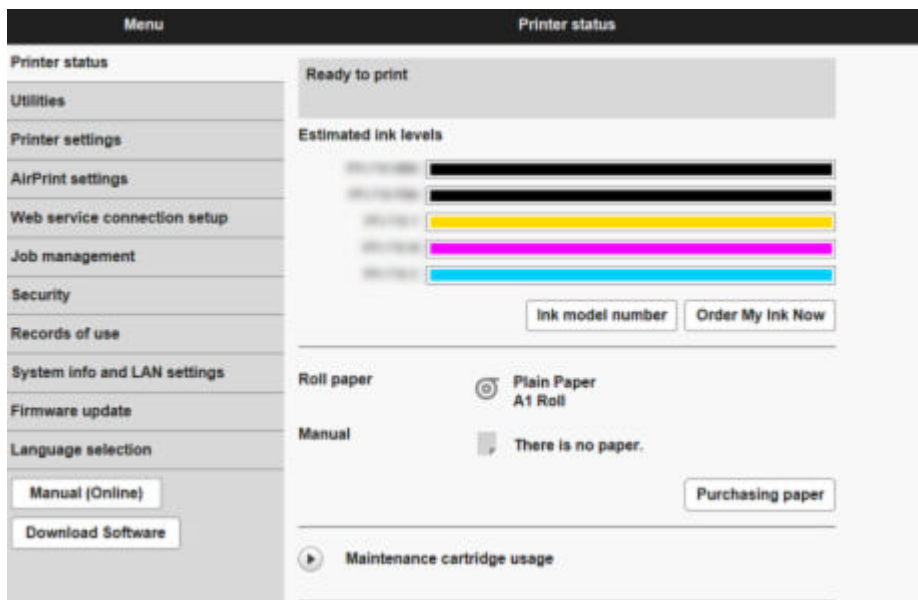 Menu
Printer status
Printer status
Utilities
Printer settings
AirPrint settings
Web service connection setup
Job management
Security
Records of use
System info and LAN settings
Firmware update
Language selection
Manual (Online)
Download Software
Ready to print
Estimated ink levels
Ink model number
Order My Ink Now
Roll paper
Plain Paper
A1 Roll
Manual
There is no paper.
Purchasing paper
Maintenance cartridge usage